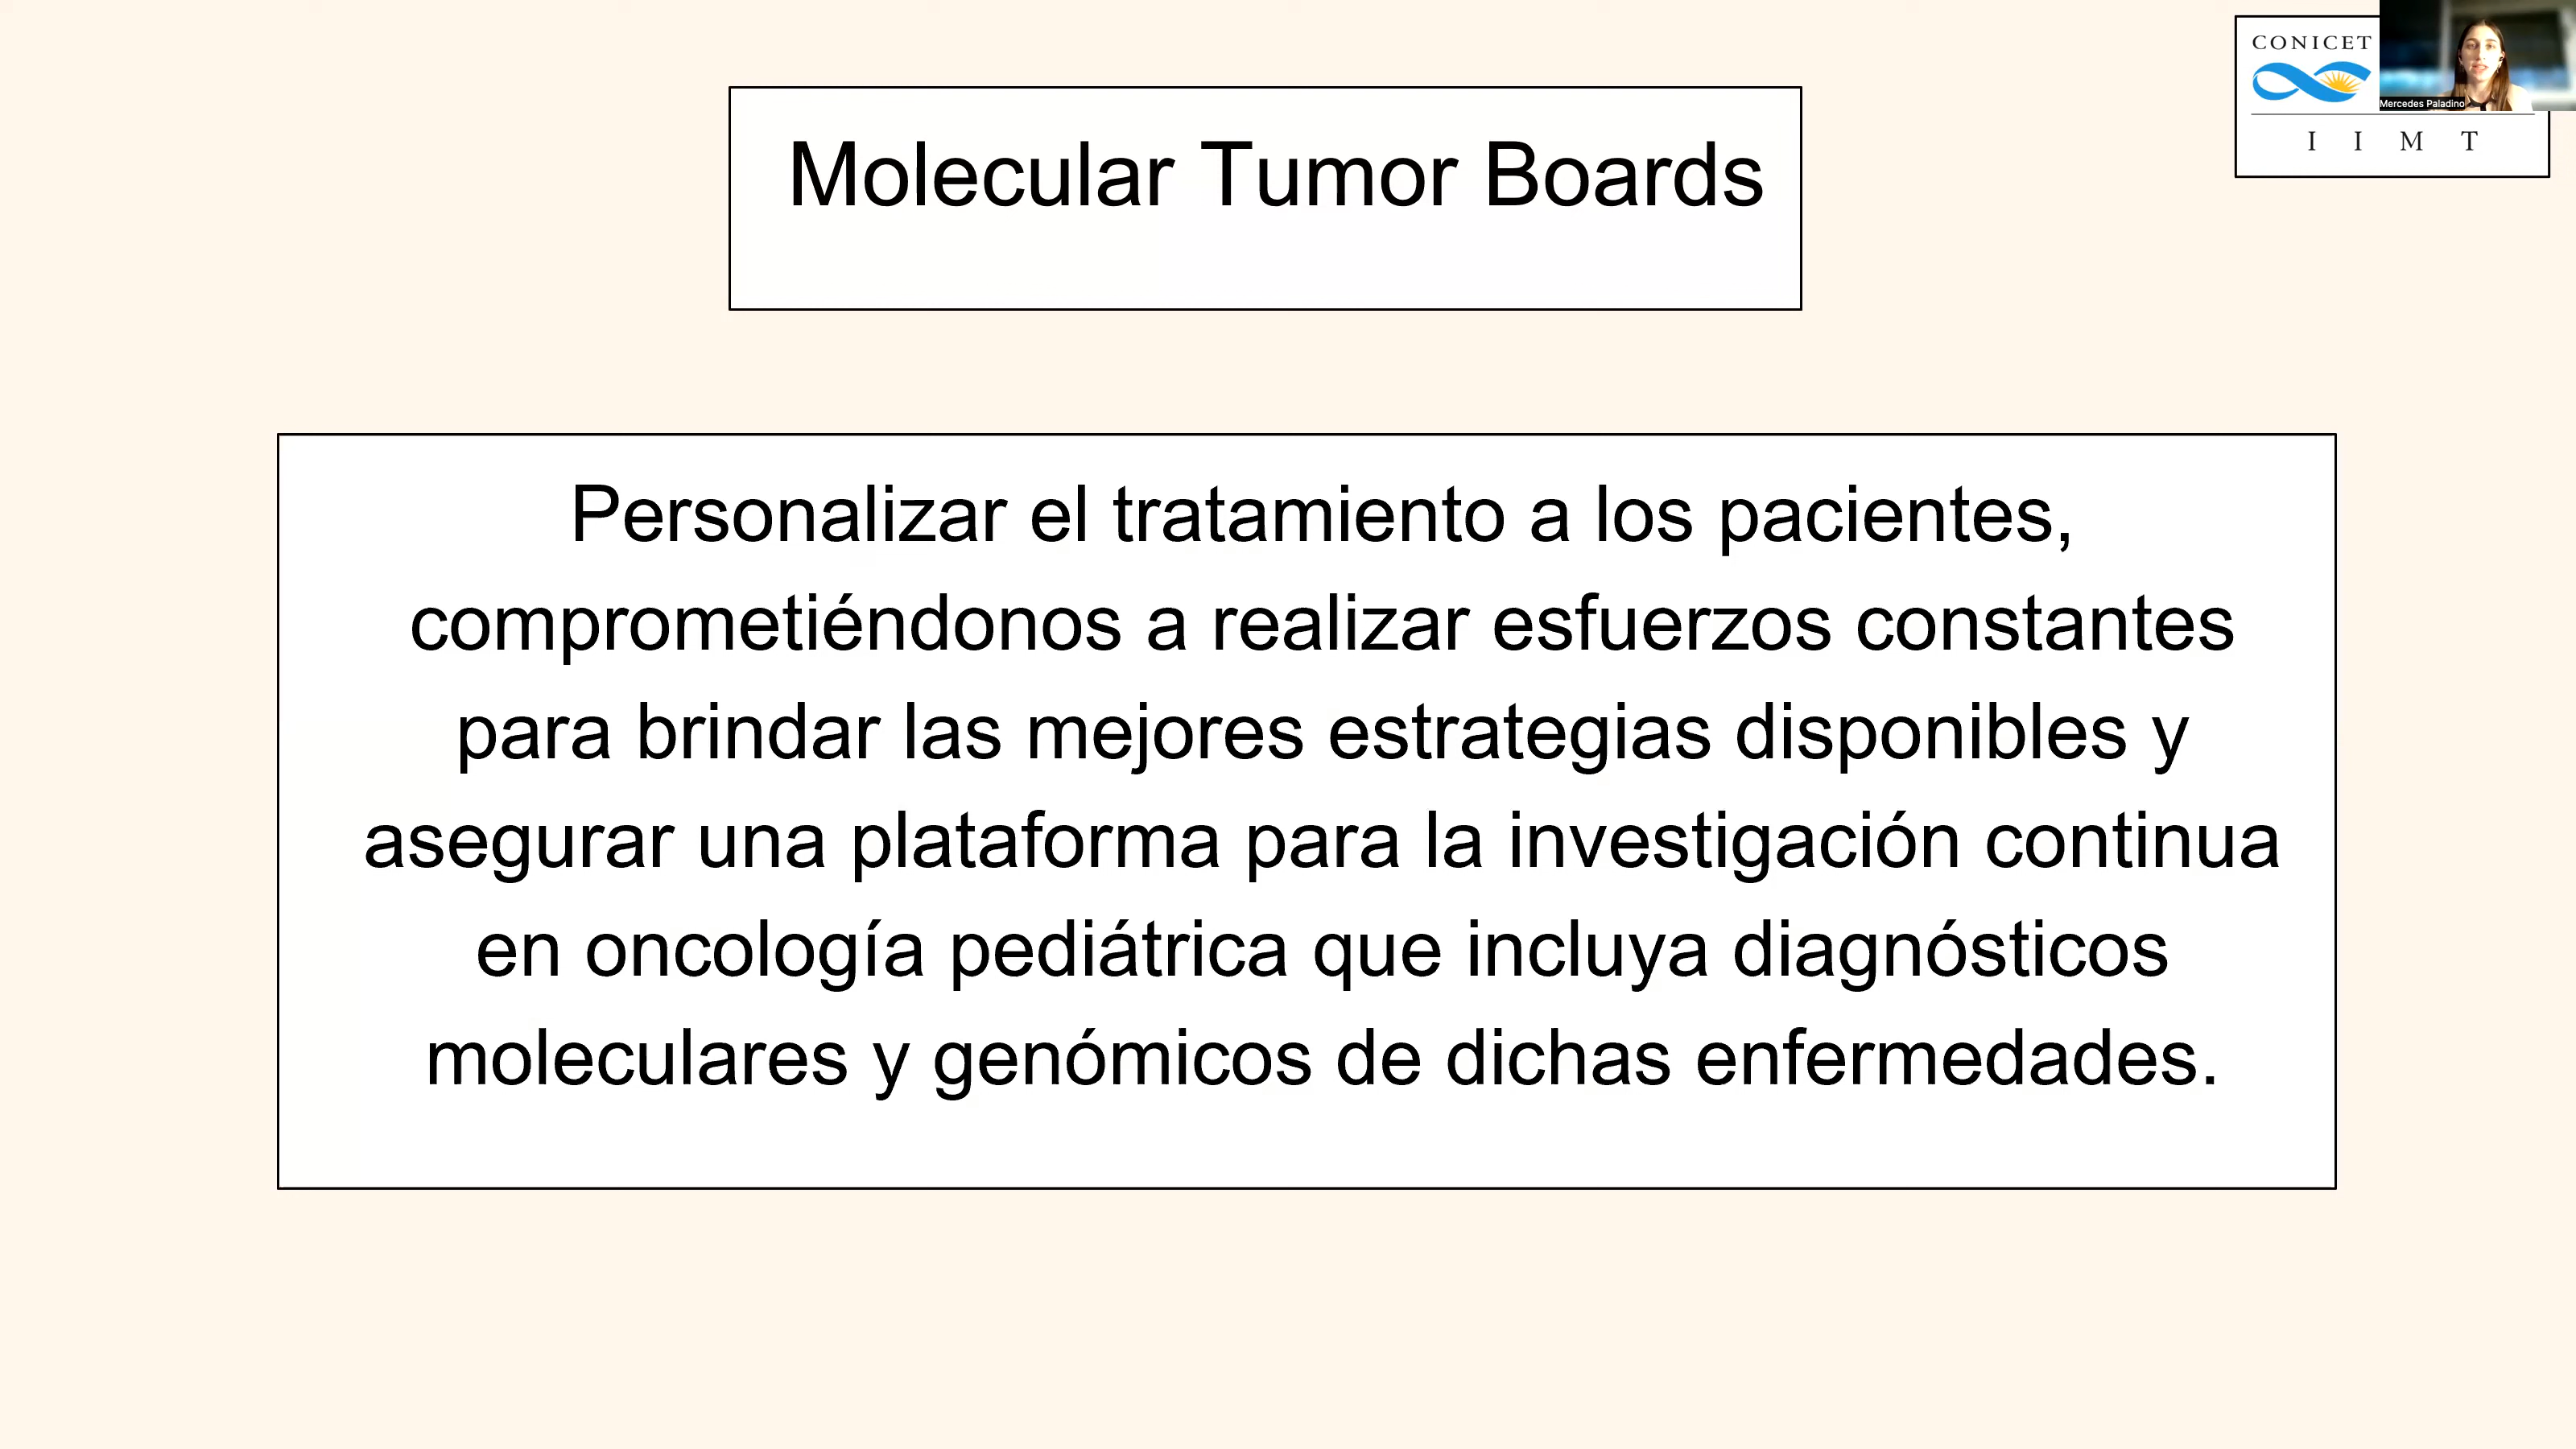 CONICET
Mercedes Paladino
I I M T
Molecular Tumor Boards
Personalizar el tratamiento a los pacientes,
comprometiéndonos a realizar esfuerzos constantes
para brindar las mejores estrategias disponibles y
asegurar una plataforma para la investigación continua
en oncología pediátrica que incluya diagnósticos
moleculares y genómicos de dichas enfermedades.